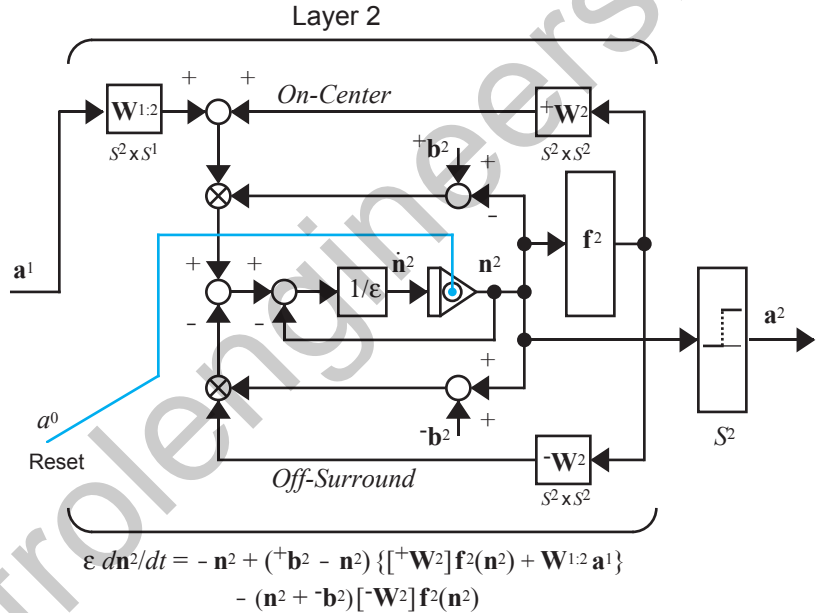 Layer 2
+ + On-Center
W1:2 +W2
S2 x S1 S2 x S2
+b2 +
-
f2
a1 + + ṅ2 n2
1/ε
- -
a2
+
+
-b2
a0
Reset
S2
-W2
Off-Surround
S2 x S2
ε dn2/dt = - n2 + (+b2 - n2) {[+W2] f2(n2) + W1:2 a1}
- (n2 + -b2) [-W2] f2(n2)
trolengineers